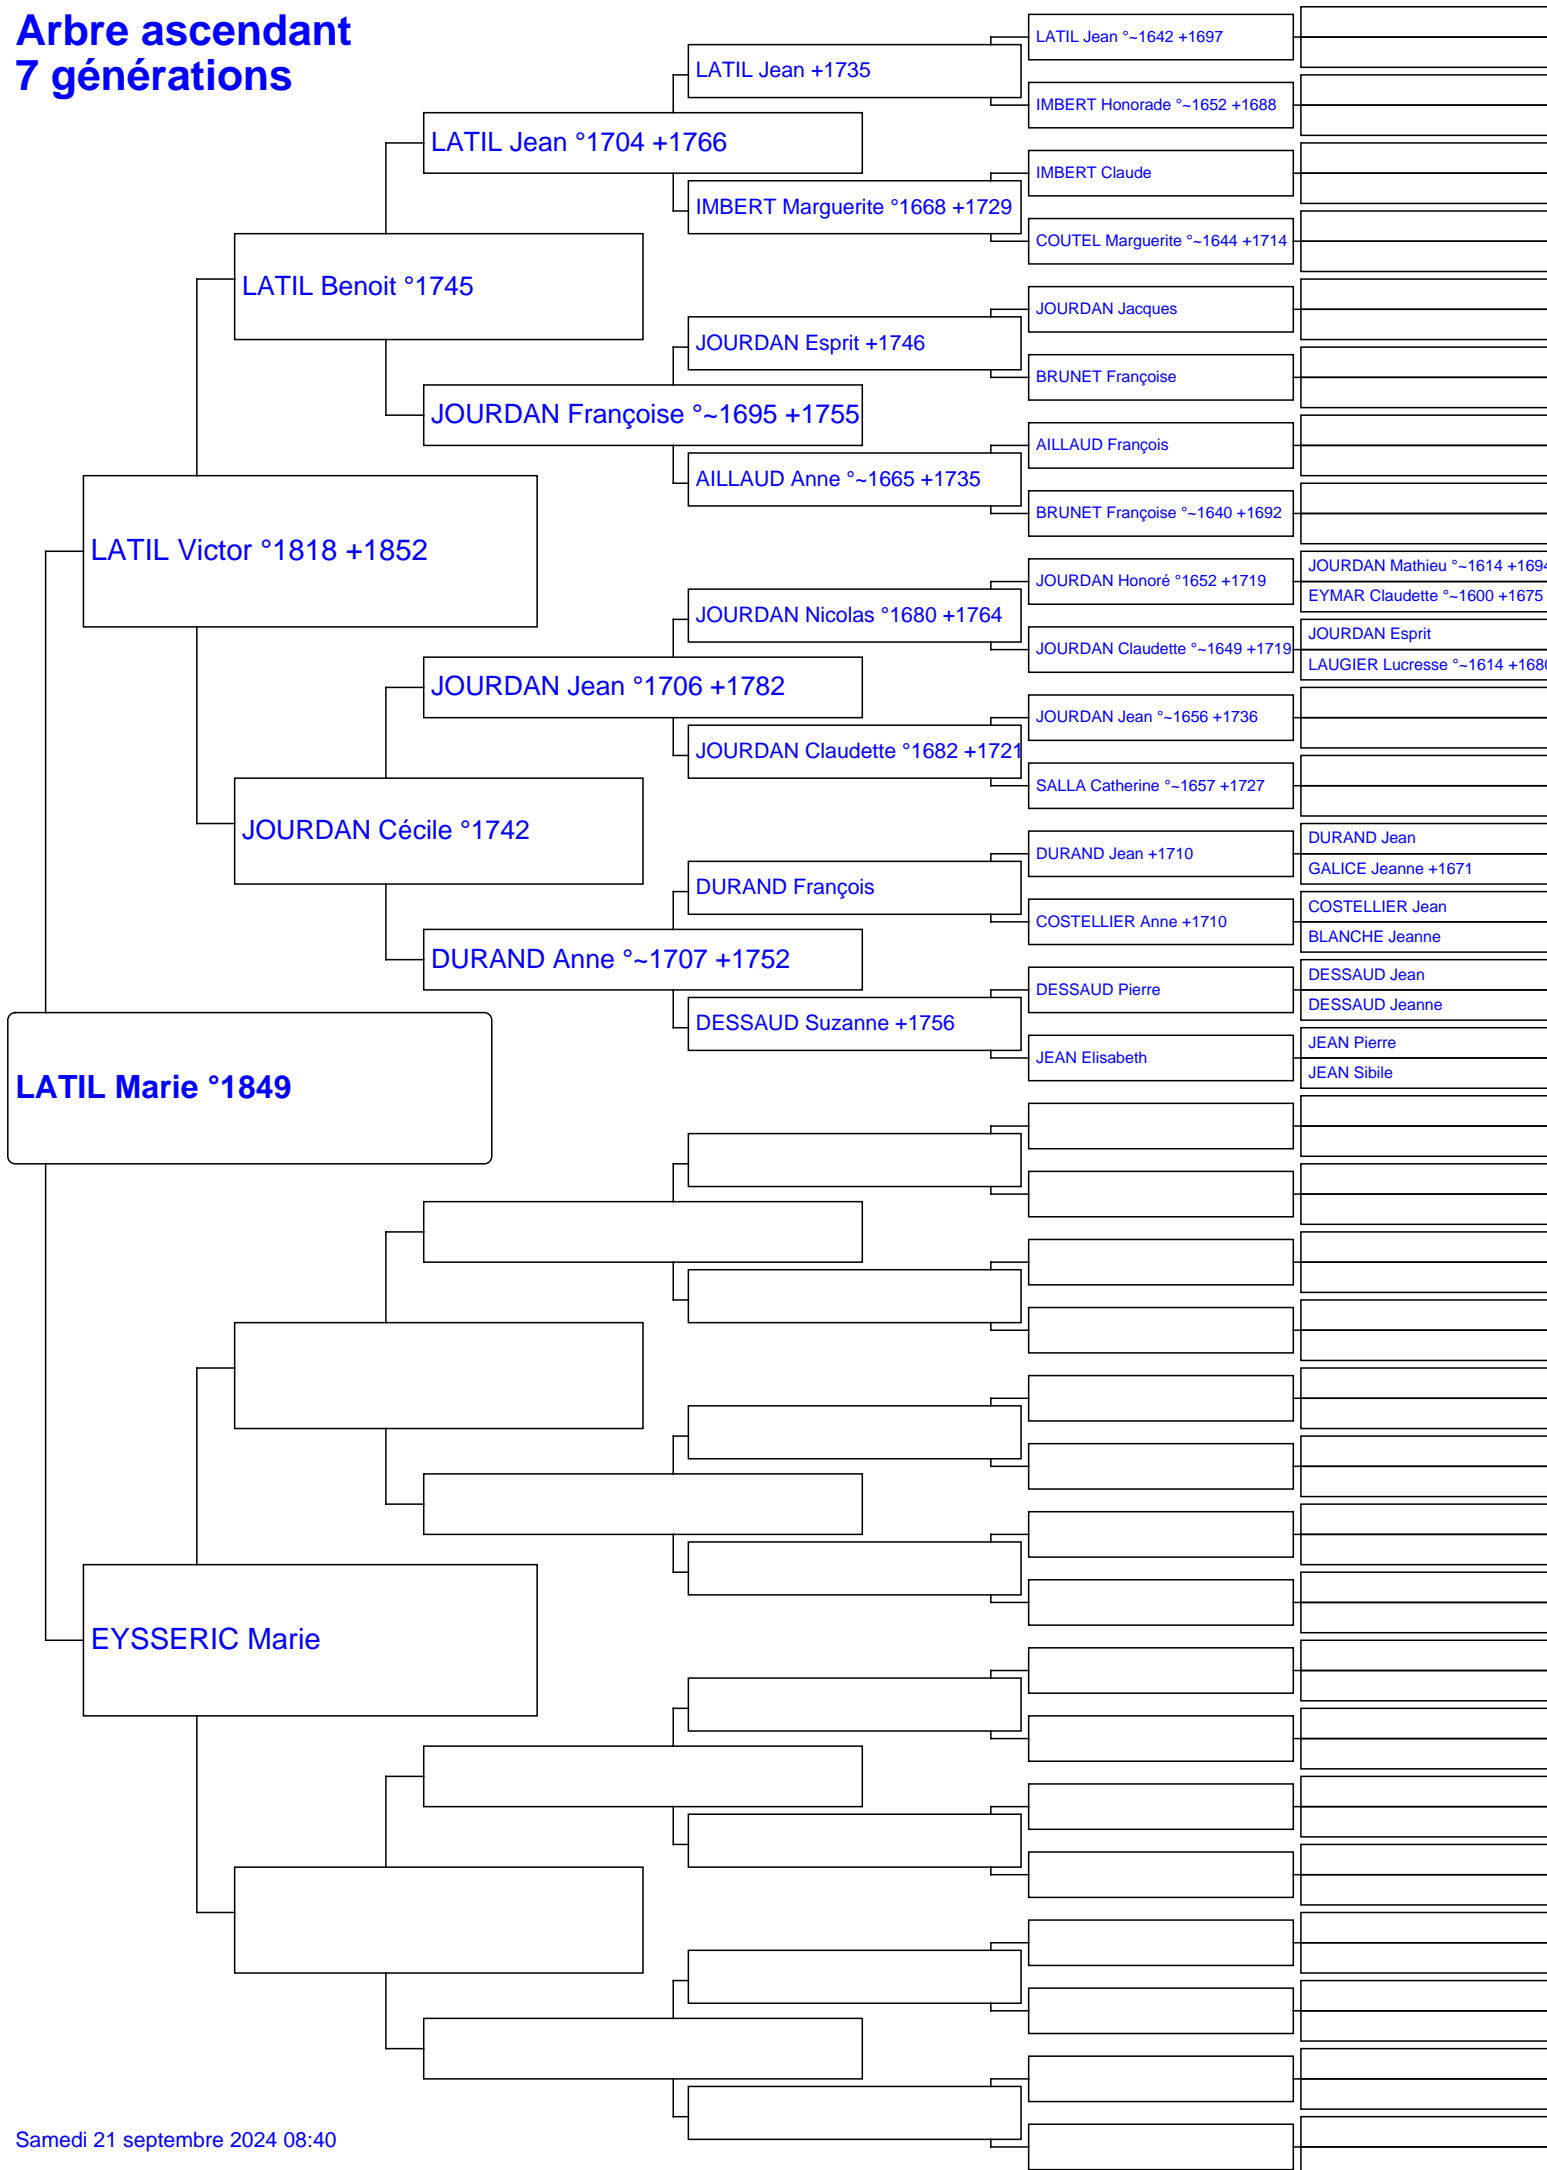 Arbre ascendant
7 générations
LATIL Jean °~1642 +1697
LATIL Jean +1735
IMBERT Honorade °~1652 +1688
LATIL Jean °1704 +1766
IMBERT Claude
IMBERT Marguerite °1668 +1729
COUTEL Marguerite °~1644 +1714
LATIL Benoit °1745
JOURDAN Jacques
JOURDAN Esprit +1746
BRUNET Françoise
JOURDAN Françoise °~1695 +1755
AILLAUD François
AILLAUD Anne °~1665 +1735
BRUNET Françoise °~1640 +1692
LATIL Victor °1818 +1852
JOURDAN Mathieu °~1614 +1694
JOURDAN Honoré °1652 +1719
EYMAR Claudette °~1600 +1675
JOURDAN Nicolas °1680 +1764
JOURDAN Esprit
JOURDAN Claudette °~1649 +1719
LAUGIER Lucresse °~1614 +1680
JOURDAN Jean °1706 +1782
JOURDAN Jean °~1656 +1736
JOURDAN Claudette °1682 +1721
SALLA Catherine °~1657 +1727
JOURDAN Cécile °1742
DURAND Jean
DURAND Jean +1710
GALICE Jeanne +1671
DURAND François
COSTELLIER Jean
COSTELLIER Anne +1710
BLANCHE Jeanne
DURAND Anne °~1707 +1752
DESSAUD Jean
DESSAUD Pierre
DESSAUD Jeanne
DESSAUD Suzanne +1756
JEAN Pierre
JEAN Elisabeth
JEAN Sibile
LATIL Marie °1849
EYSSERIC Marie
Samedi 21 septembre 2024 08:40